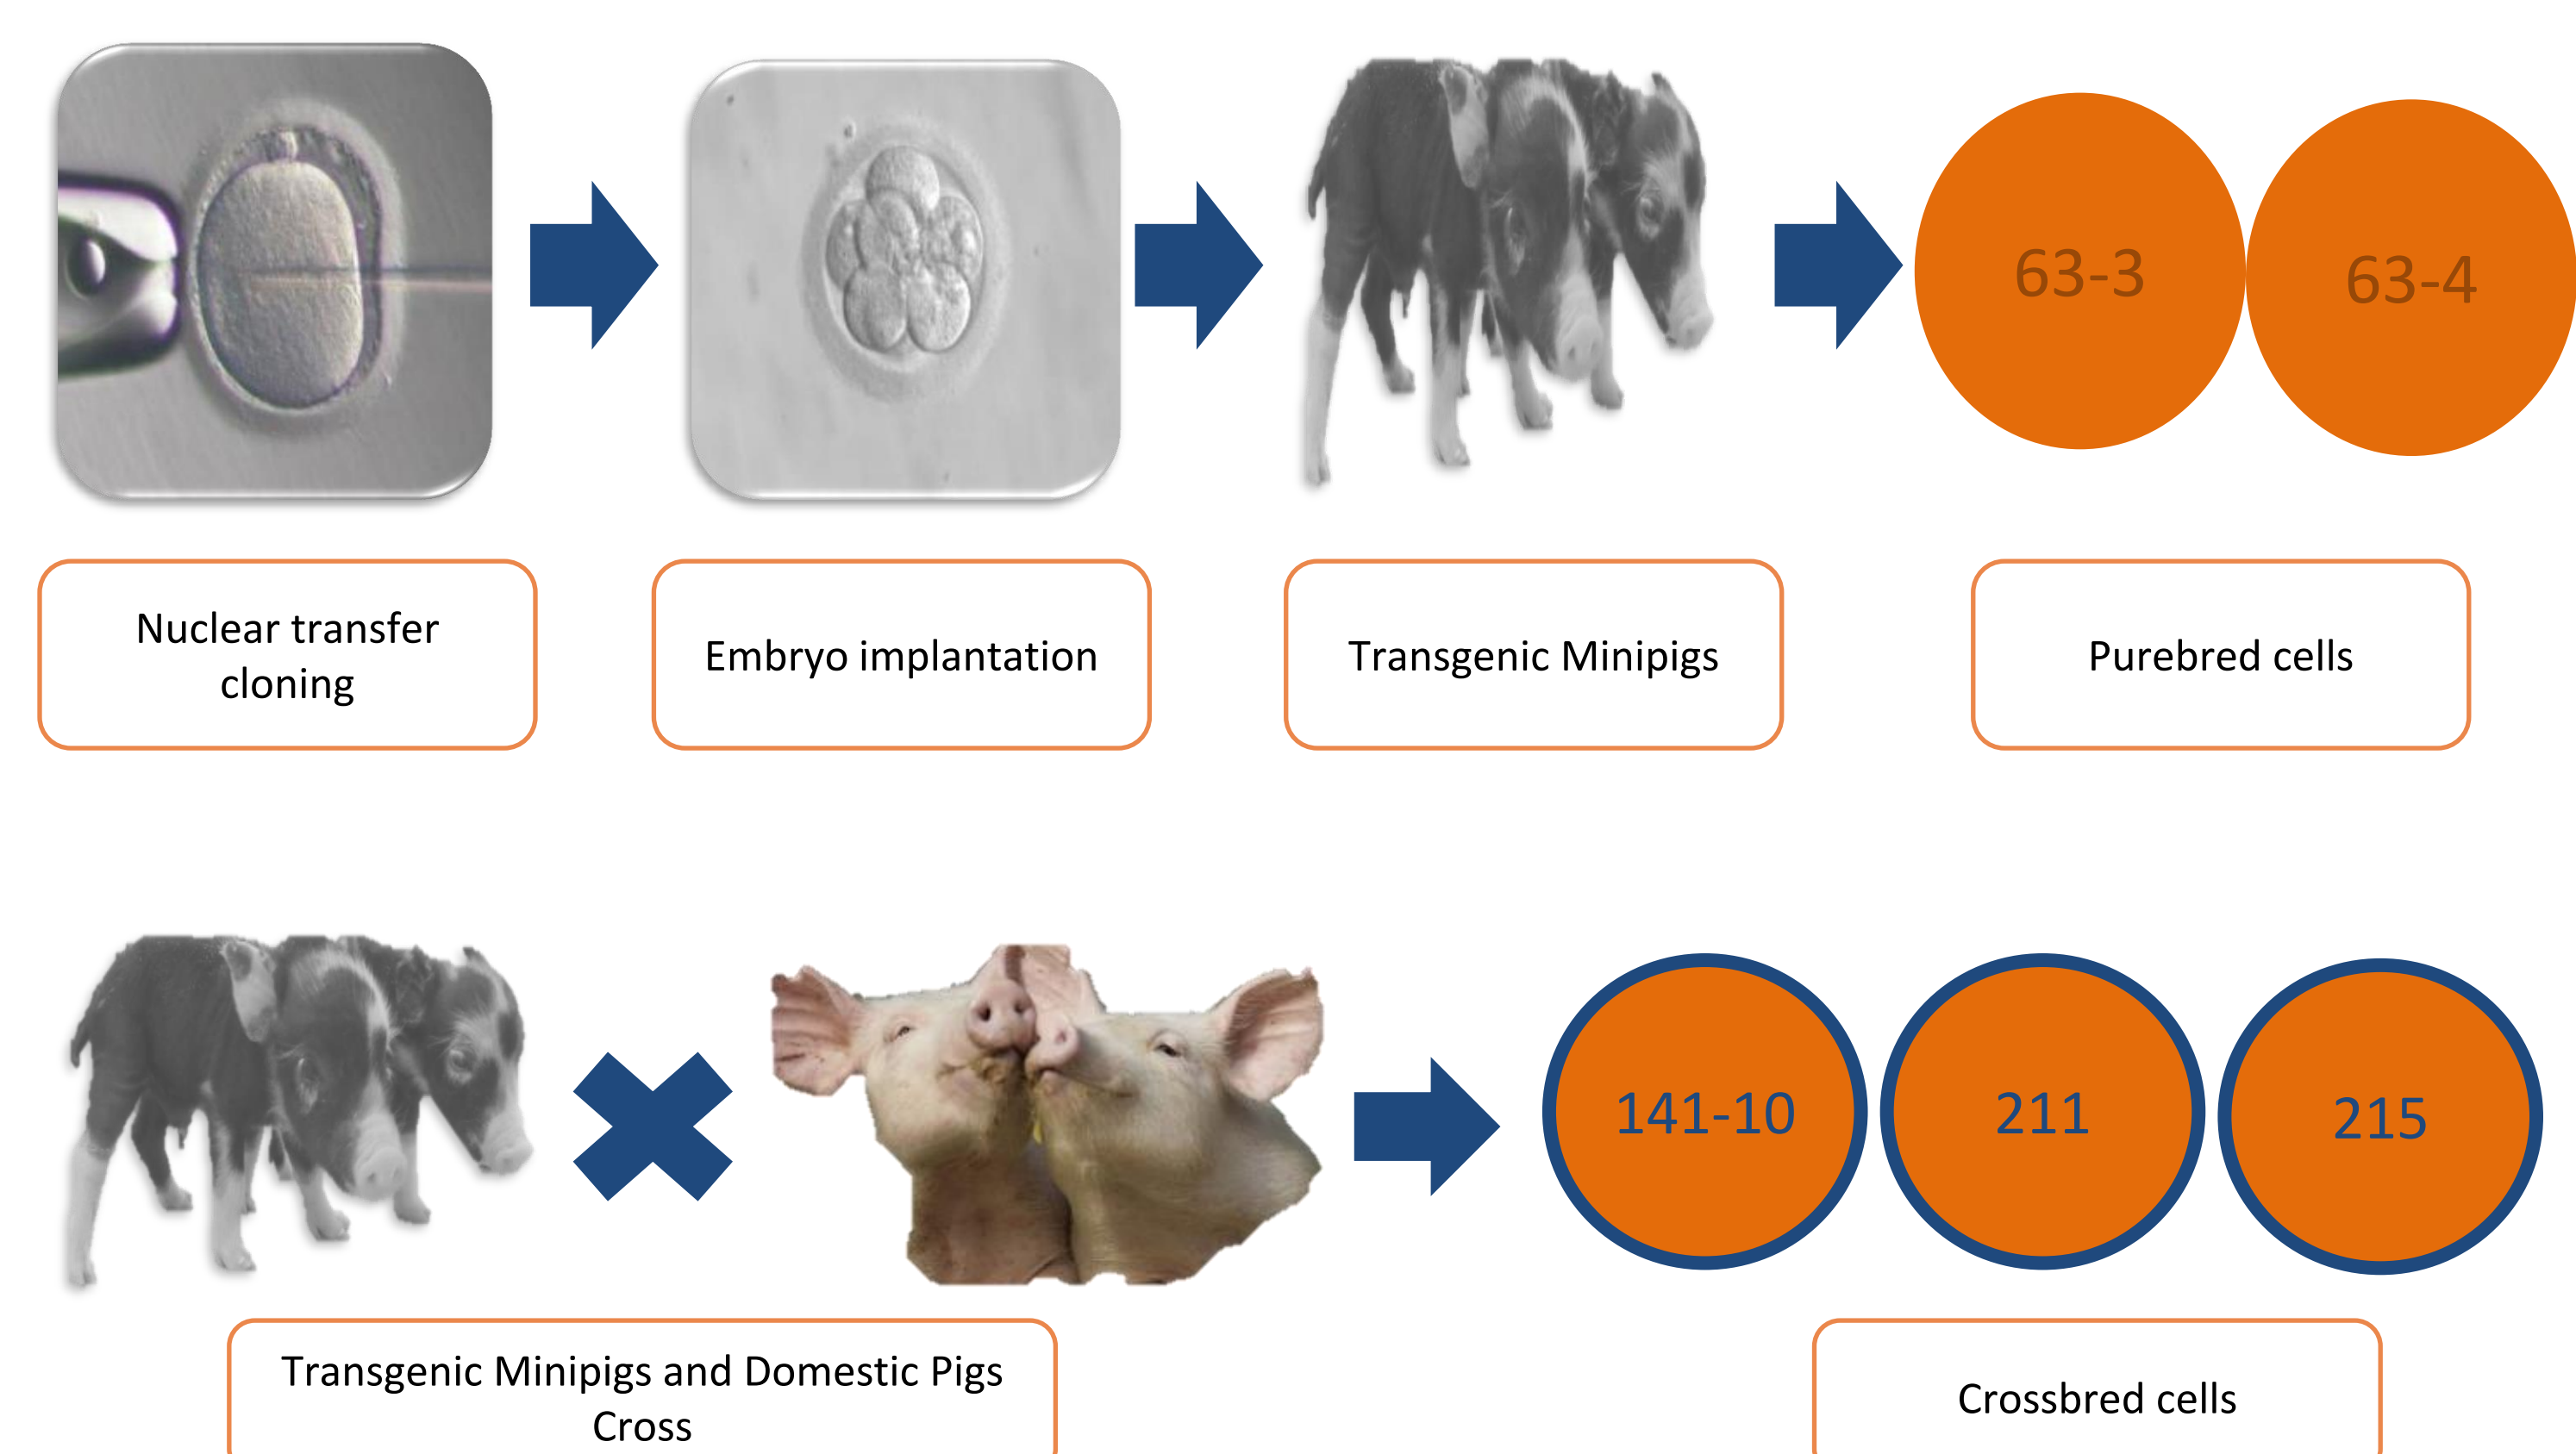 63-3
63-4
Nuclear transfer
cloning
Embryo implantation
Transgenic Minipigs
Purebred cells
141-10
211
215
Transgenic Minipigs and Domestic Pigs
Cross
Crossbred cells